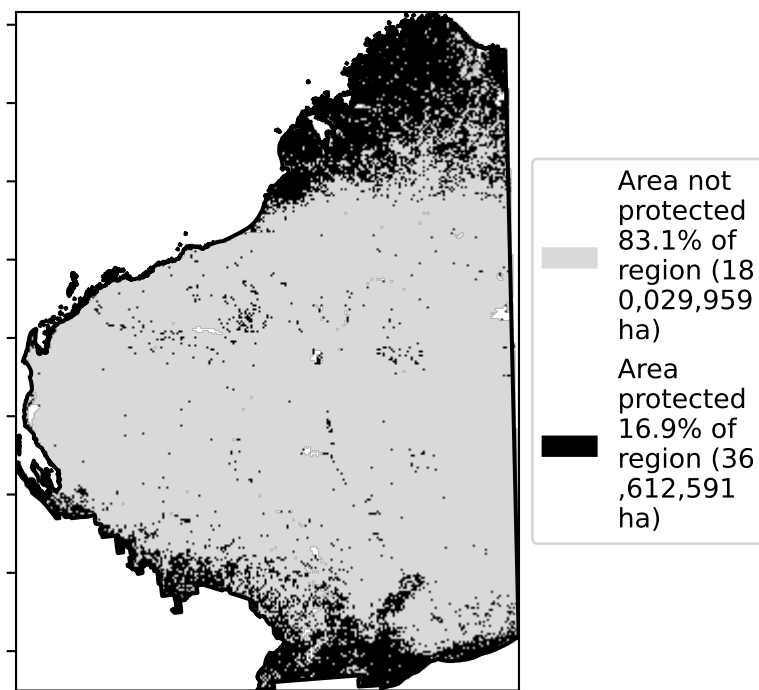 Area not
protected
83.1% of
region (18
0,029,959
ha)
Area
protected
16.9% of
region (36
,612,591
ha)